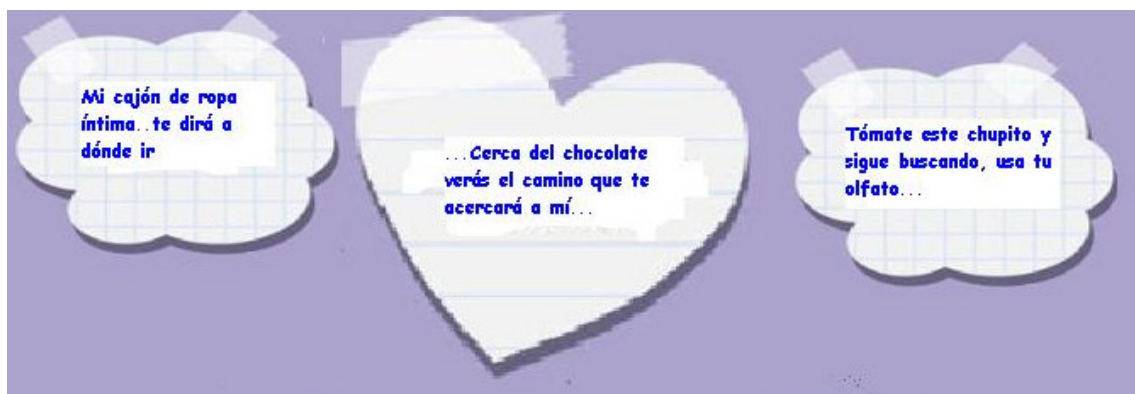 Mi cajón de ropa
íntima..te dirá a
dónde ir
...Cerca del chocolate
verás el camino que te
acercará a mí...
Tómate este chupito y
sigue buscando, usa tu
olfato...